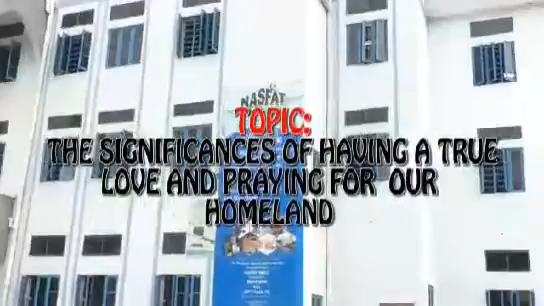 NASFAT
TOPIC:
THE SIGNIFICANCES OF HAVING A TRUE
LOVE AND PRAYING FOR OUR
HOMELAND